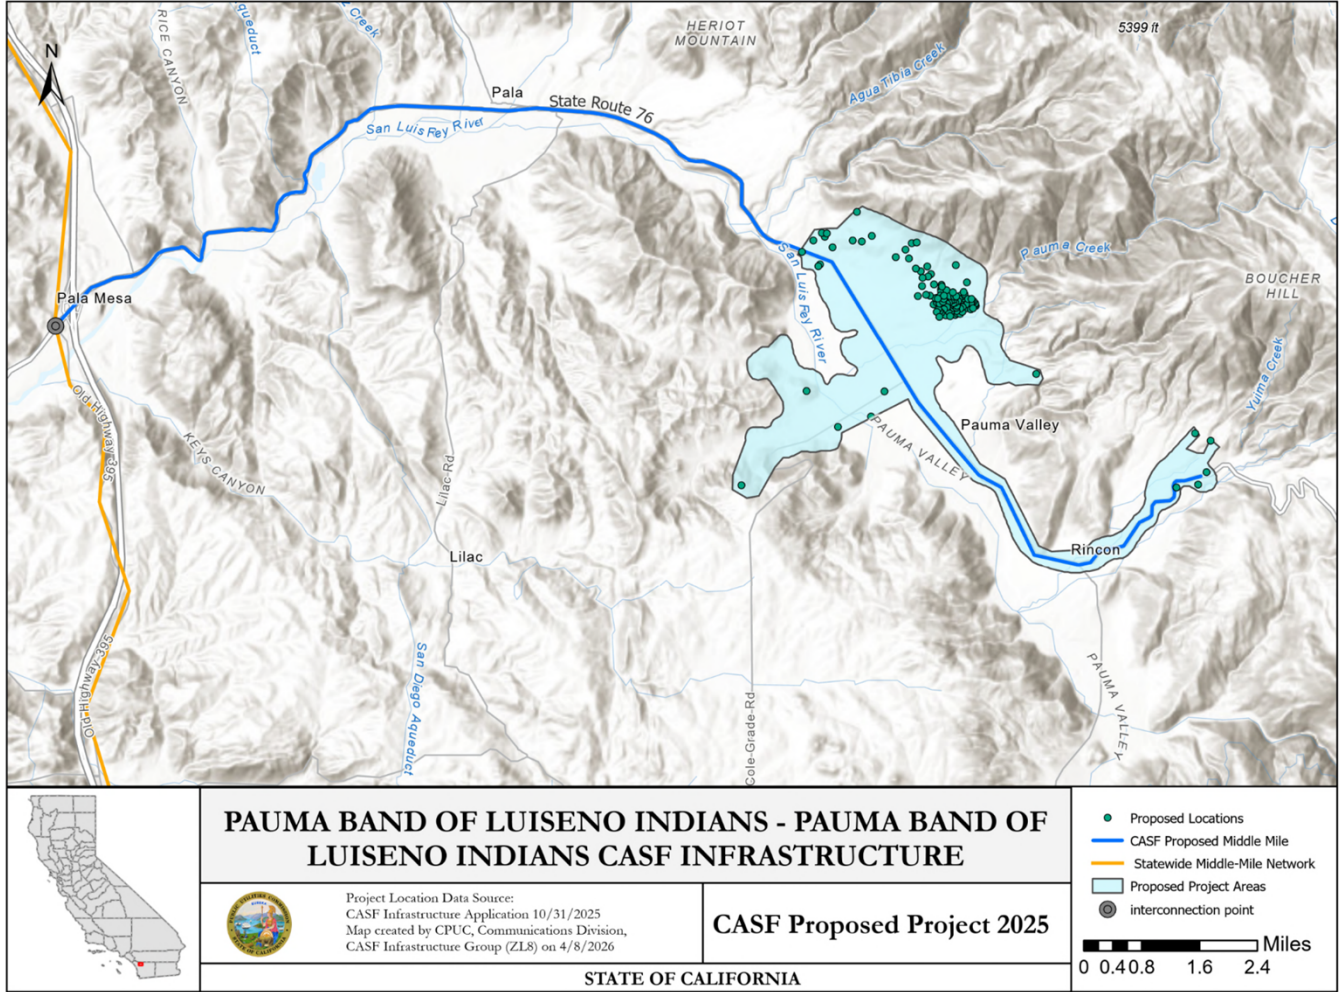 HERIOT
MOUNTAIN
5399 ft
N
RICE CANYON
queduct
Z Creek
Agua Tibia Creek
Pala
State Route 76
San Luis Fey River
Pauma Creek
San Luis Fey River
BOUCHER
HILL
Pala Mesa
Yuima Creek
Old Highway 395
KEYS CANYON
Lilac Rd
PAUMA VALLEY
Pauma Valley
Lilac
Rincon
Old Highway 395
San Diego Aqueduct
Cole-Grade-Rd
PAUMA VALLEY
PAUMA BAND OF LUISENO INDIANS - PAUMA BAND OF
LUISENO INDIANS CASF INFRASTRUCTURE
Project Location Data Source:
CASF Infrastructure Application 10/31/2025
Map created by CPUC, Communications Division,
CASF Infrastructure Group (ZL8) on 4/8/2026
CASF Proposed Project 2025
STATE OF CALIFORNIA
Proposed Locations
CASF Proposed Middle Mile
Statewide Middle-Mile Network
Proposed Project Areas
interconnection point
Miles
0 0.4 0.8 1.6 2.4